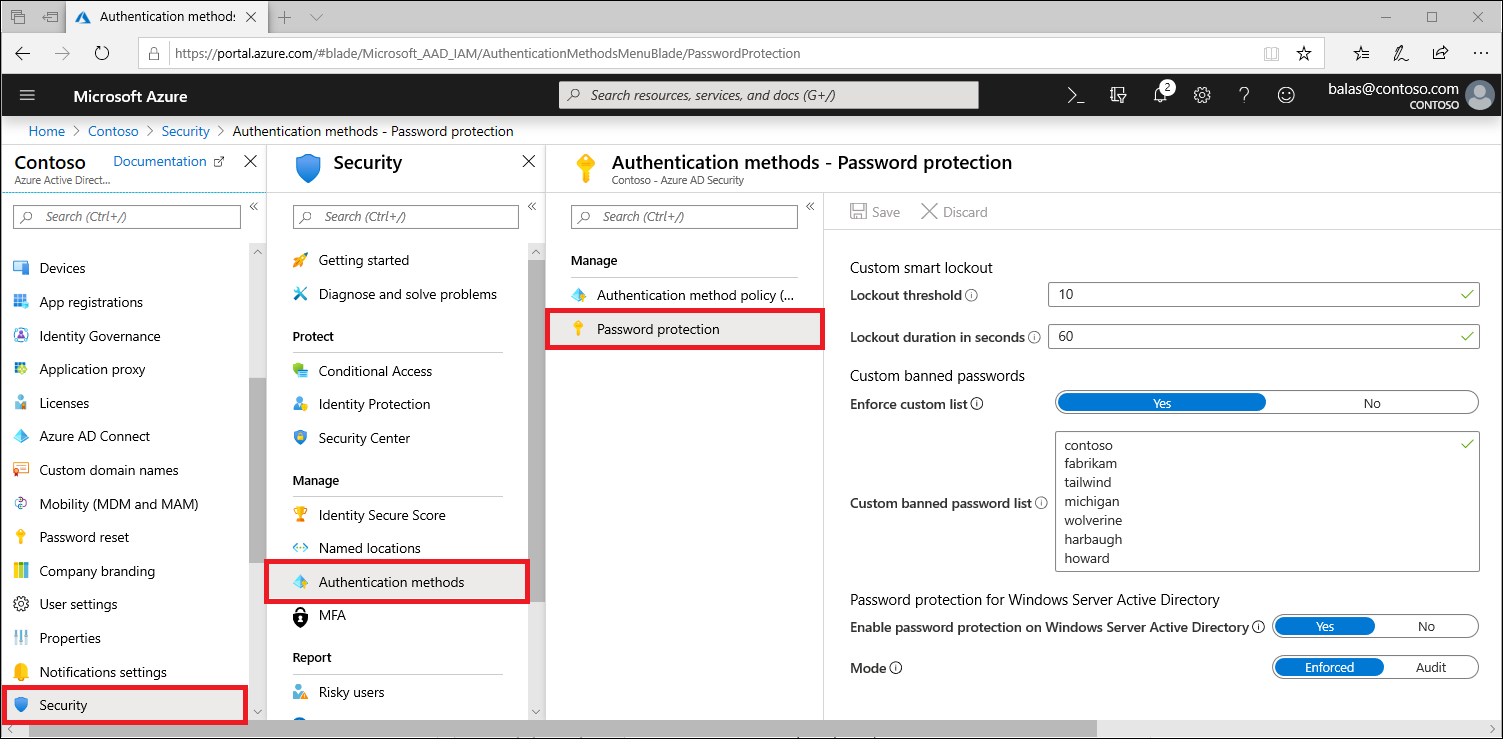 Authentication methods:
https://portal.azure.com/#blade/Microsoft_AAD_IAM/AuthenticationMethodsMenuBlade/PasswordProtection
Microsoft Azure
Search resources, services, and docs (G+/)
2
balas@contoso.com
CONTOSO
Home > Contoso > Security > Authentication methods - Password protection
Contoso
Documentation
Azure Active Direct...
Search (Ctrl+/)
Devices
App registrations
Identity Governance
Application proxy
Licenses
Azure AD Connect
Custom domain names
Mobility (MDM and MAM)
Password reset
Company branding
User settings
Properties
Notifications settings
Security
Security
Search (Ctrl+/)
Getting started
Diagnose and solve problems
Protect
Conditional Access
Identity Protection
Security Center
Manage
Identity Secure Score
Named locations
Authentication methods
MFA
Report
Risky users
Authentication methods - Password protection
Contoso - Azure AD Security
Search (Ctrl+/)
Manage
Authentication method policy (...
Password protection
Save
Discard
Custom smart lockout
Lockout threshold
10
Lockout duration in seconds
60
Custom banned passwords
Enforce custom list
Yes
No
Custom banned password list
contoso
fabrikam
tailwind
michigan
wolverine
harbaugh
howard
Password protection for Windows Server Active Directory
Enable password protection on Windows Server Active Directory
Yes
No
Mode
Enforced
Audit